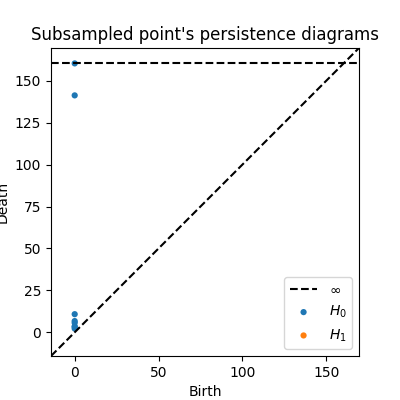 Subsampled point's persistence diagrams
150
125
100
75
50
25
0
Death
0 50 100 150
Birth
∞
H₀
H₁